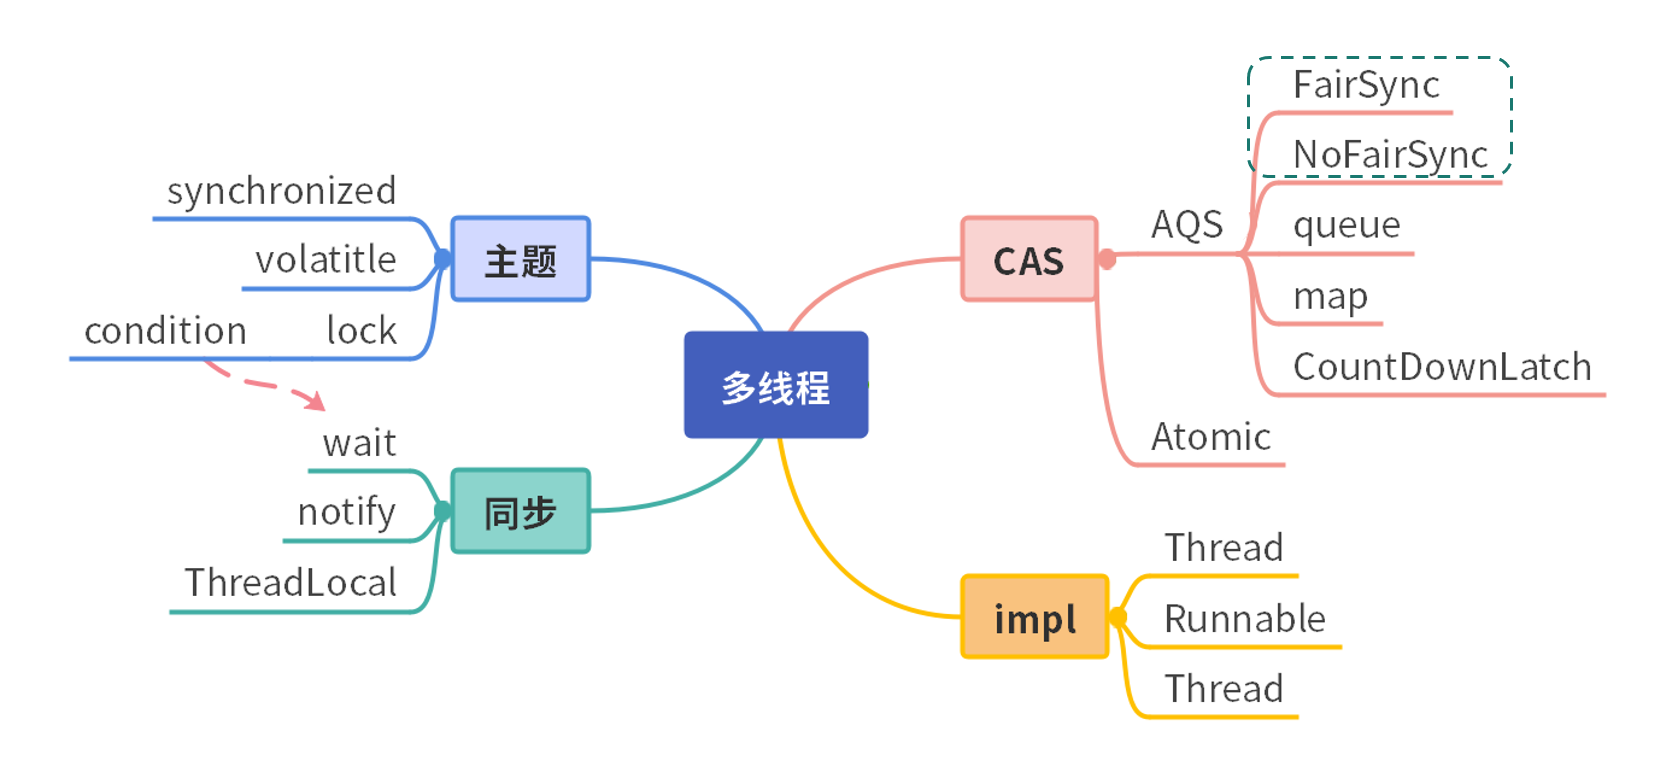 多线程
主题
synchronized
volatitle
lock
condition
同步
wait
notify
ThreadLocal
CAS
AQS
FairSync
NoFairSync
queue
map
CountDownLatch
Atomic
impl
Thread
Runnable
Thread